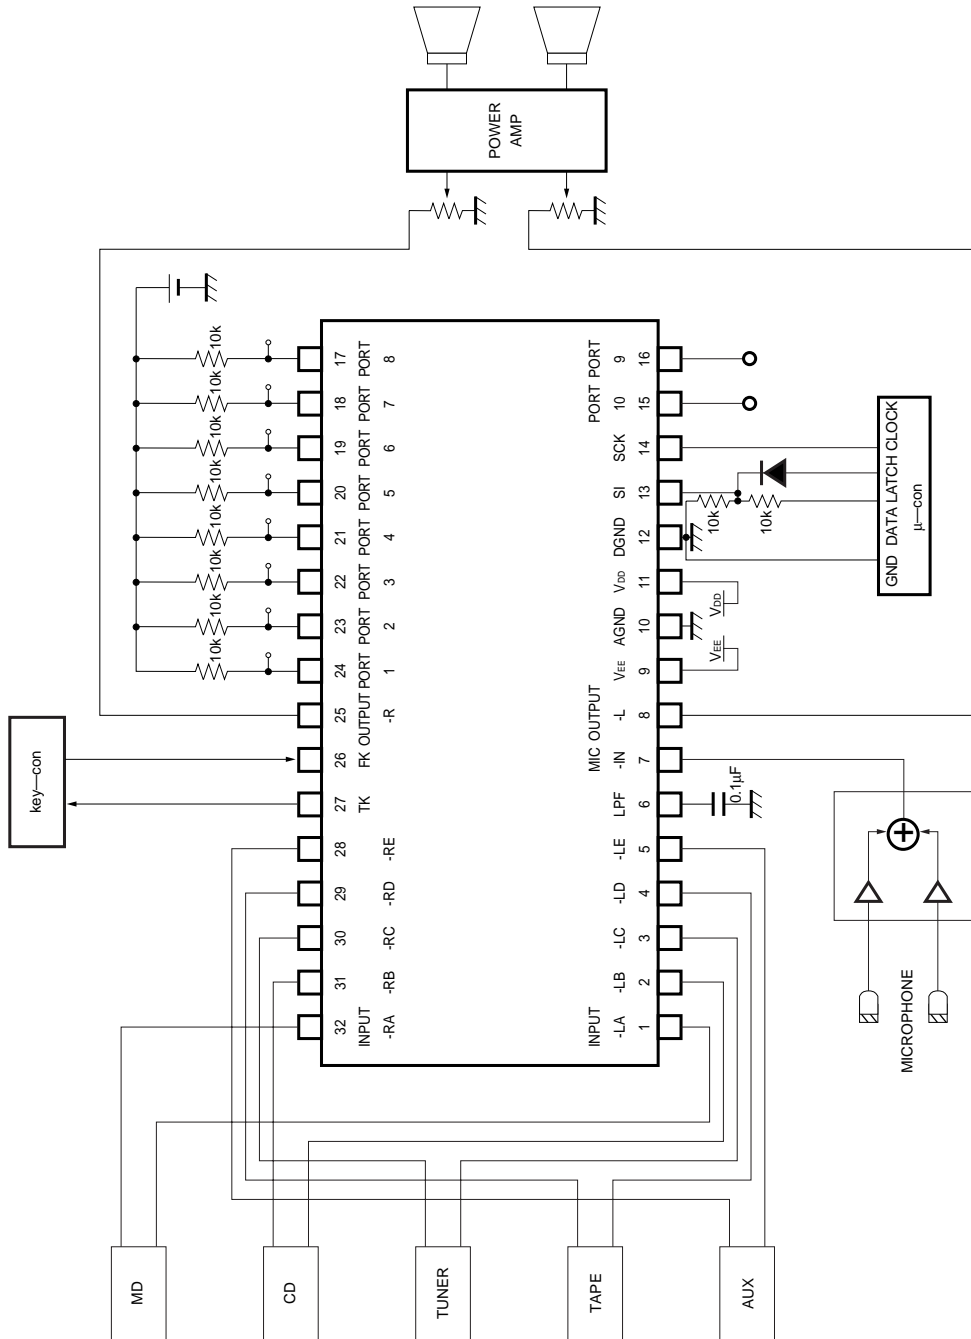 POWER
AMP
10k
10k
10k
10k
10k
10k
10k
10k
17
18
19
20
21
22
23
24
25
26
27
28
29
30
31
32
PORT
8
PORT
7
PORT
6
PORT
5
PORT
4
PORT
3
PORT
2
PORT
1
OUTPUT
-R
FK
TK
-RE
-RD
-RC
-RB
INPUT
-RA
key—con
PORT
9
PORT
10
SCK
SI
DGND
VDD
AGND
VEE
OUTPUT
-L
MIC
-IN
LPF
-LE
-LD
-LC
-LB
INPUT
-LA
16
15
14
13
12
11
10
9
8
7
6
5
4
3
2
1
10k
10k
VDD
VEE
0.1µF
GND DATA LATCH CLOCK
µ—con
MICROPHONE
MD
CD
TUNER
TAPE
AUX